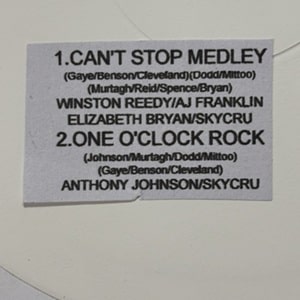 1.CAN'T STOP MEDLEY
(Gaye/Benson/Cleveland)(Dodd/Mittoo)
(Murtagh/Reid/Spence/Bryan)
WINSTON REEDY/AJ FRANKLIN
ELIZABETH BRYAN/SKYCRU
2.ONE O'CLOCK ROCK
(Johnson/Murtagh/Dodd/Mittoo)
(Gaye/Benson/Cleveland)
ANTHONY JOHNSON/SKYCRU